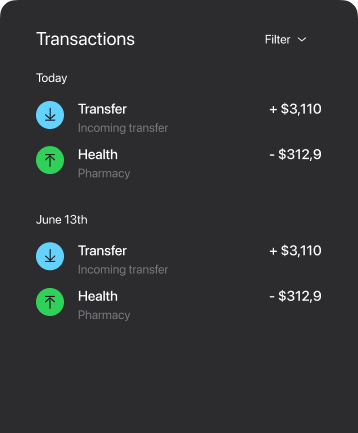 Transactions Filter
Today
Transfer + $3,110
Incoming transfer
Health - $312,9
Pharmacy
June 13th
Transfer + $3,110
Incoming transfer
Health - $312,9
Pharmacy